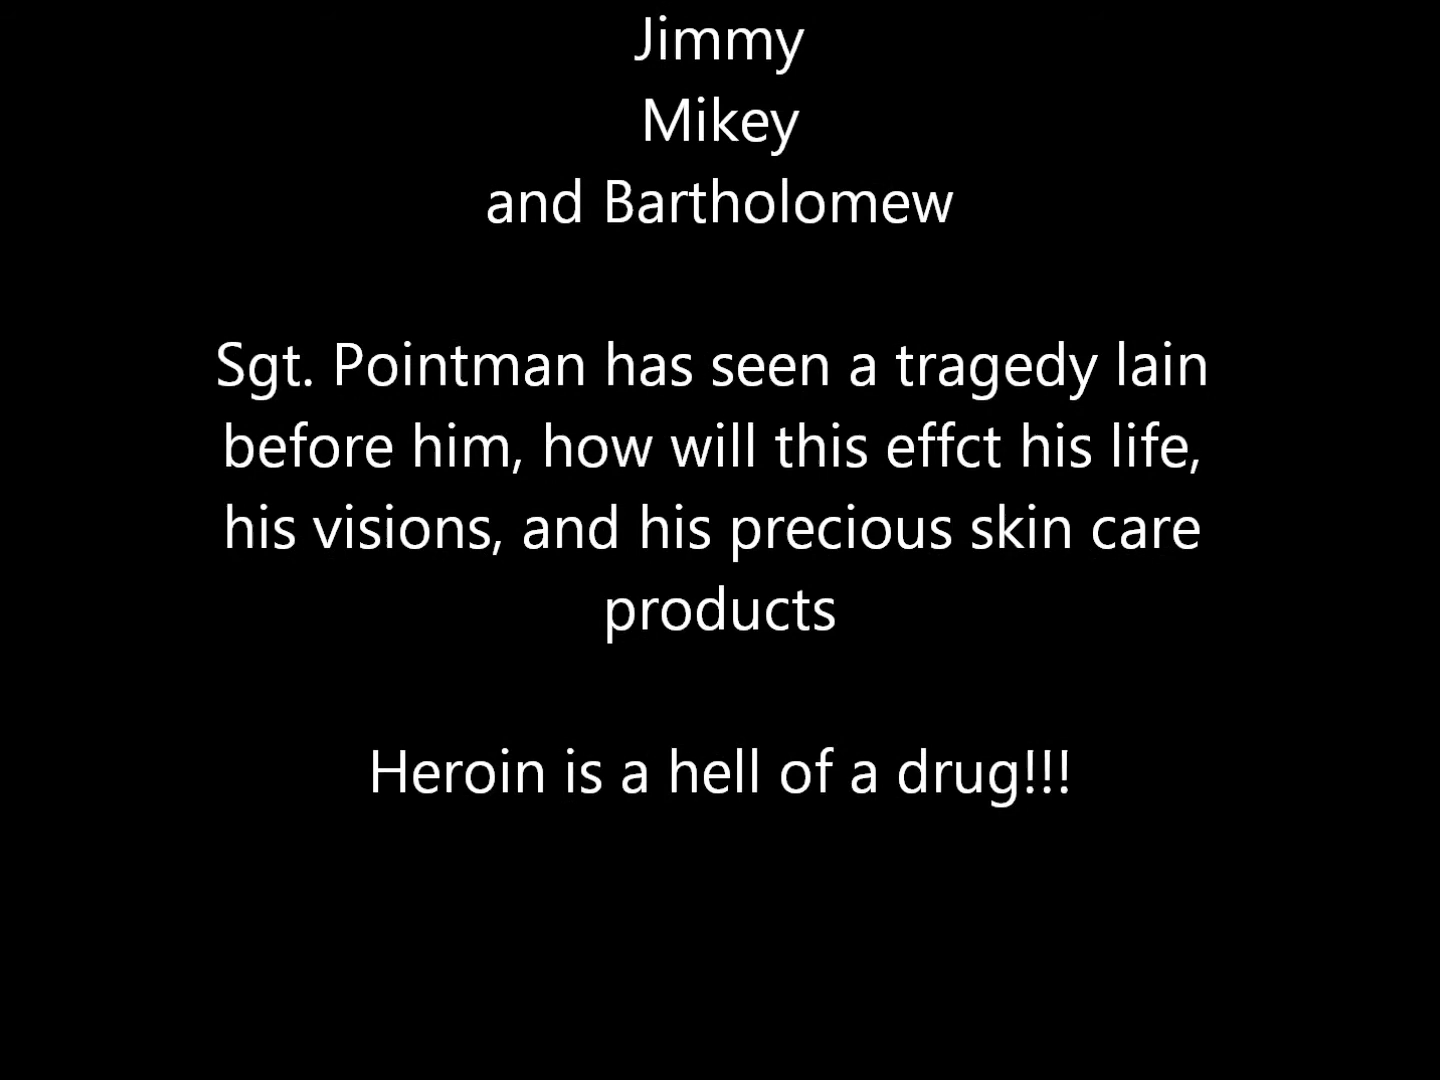 Jimmy
Mikey
and Bartholomew
Sgt. Pointman has seen a tragedy lain
before him, how will this effct his life,
his visions, and his precious skin care
products
Heroin is a hell of a drug!!!